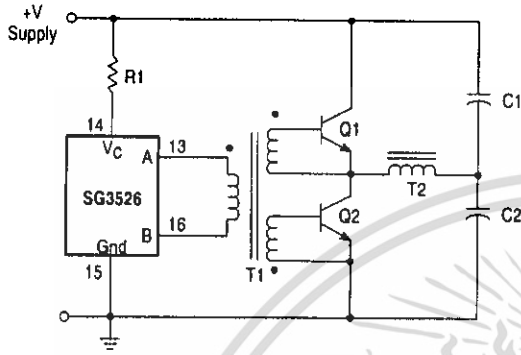 +V
Supply
R1
C1
14
VC
13
A
Q1
SG3526
T2
Q2
C2
B
16
Gnd
15
T1